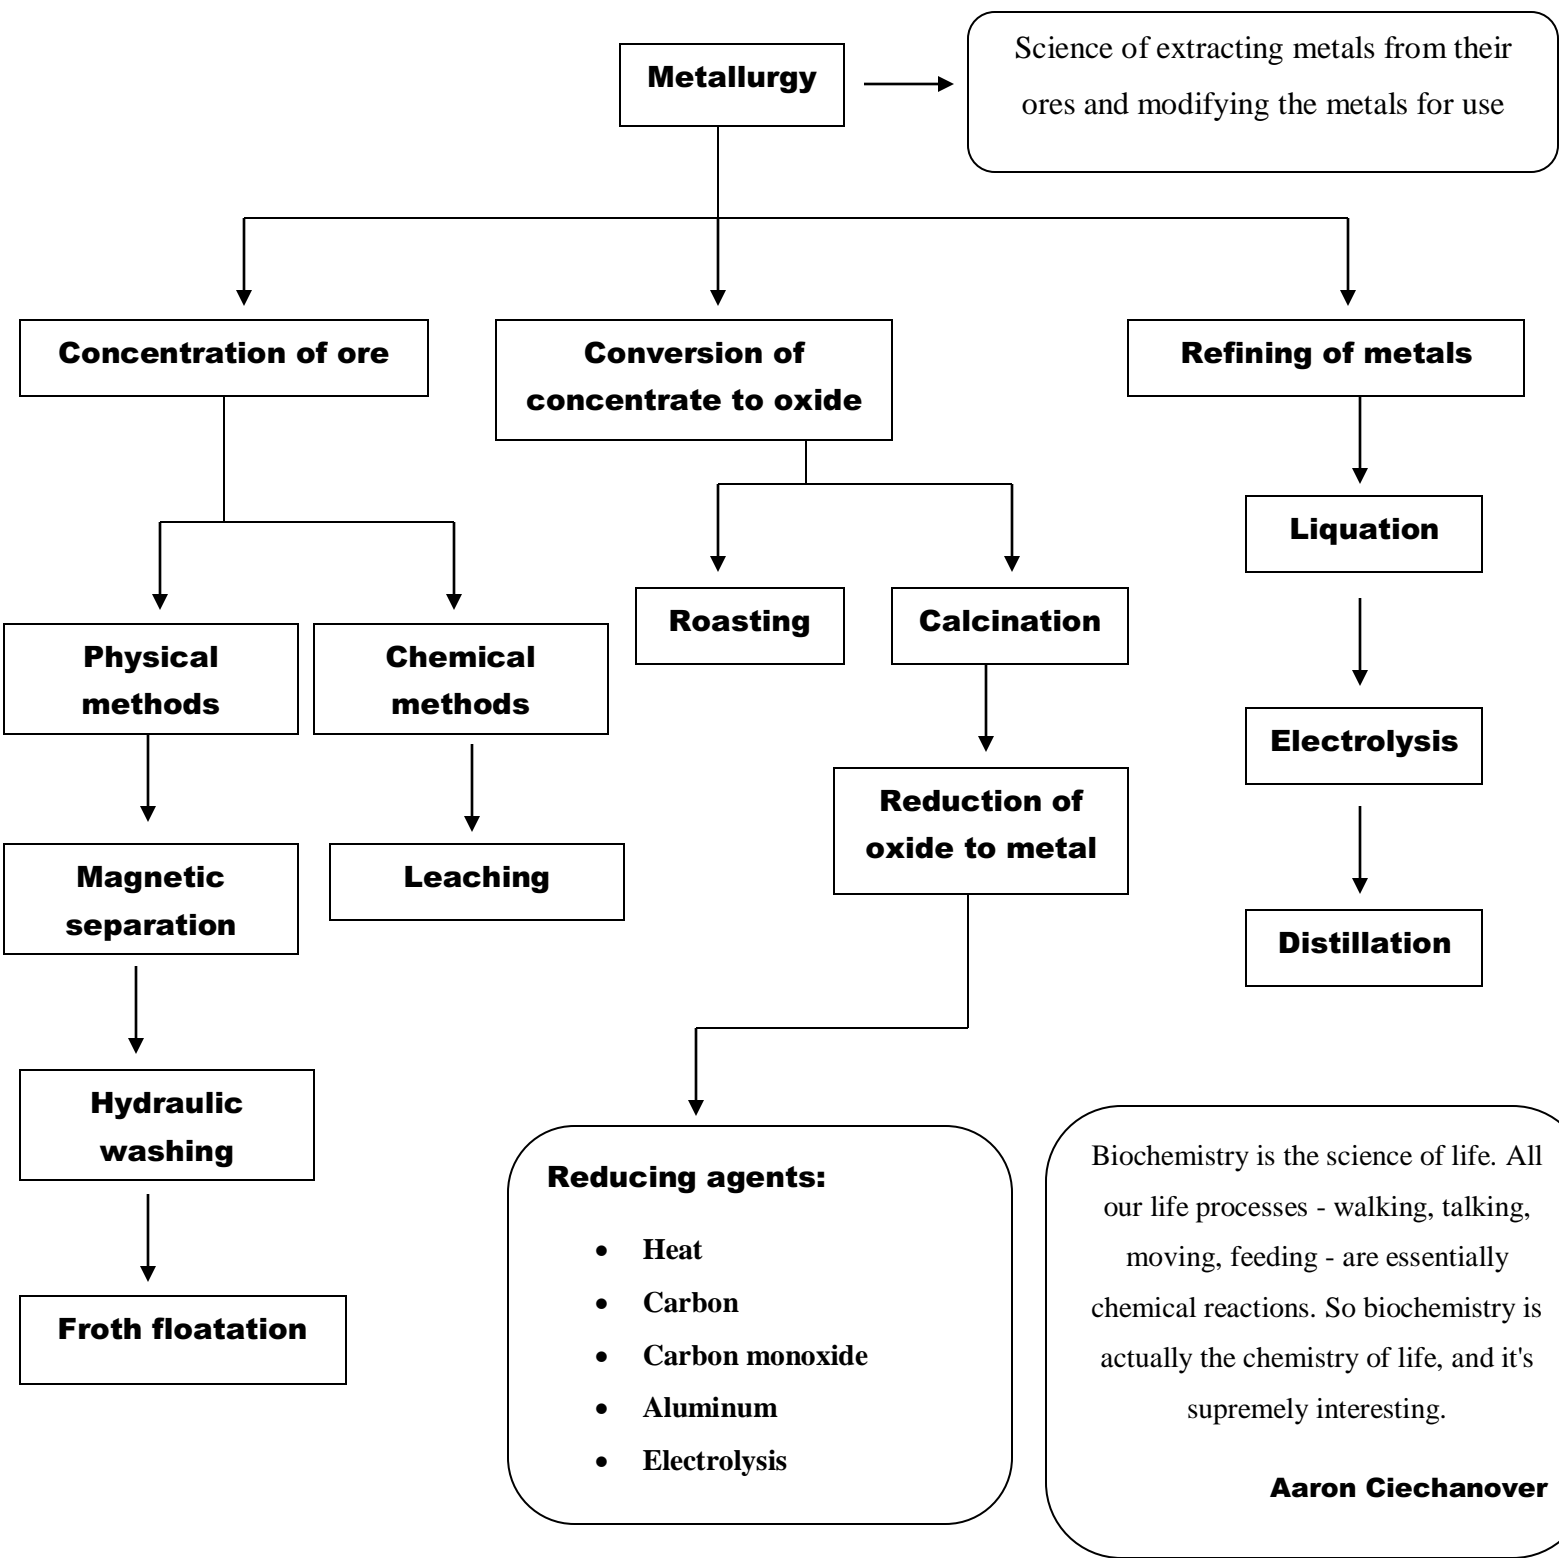 Metallurgy
Science of extracting metals from their
ores and modifying the metals for use
Concentration of ore
Conversion of
concentrate to oxide
Refining of metals
Physical
methods
Chemical
methods
Roasting
Calcination
Liquation
Magnetic
separation
Leaching
Reduction of
oxide to metal
Electrolysis
Distillation
Hydraulic
washing
Froth floatation
Reducing agents:
• Heat
• Carbon
• Carbon monoxide
• Aluminum
• Electrolysis
Biochemistry is the science of life. All
our life processes - walking, talking,
moving, feeding - are essentially
chemical reactions. So biochemistry is
actually the chemistry of life, and it's
supremely interesting.
Aaron Ciechanover